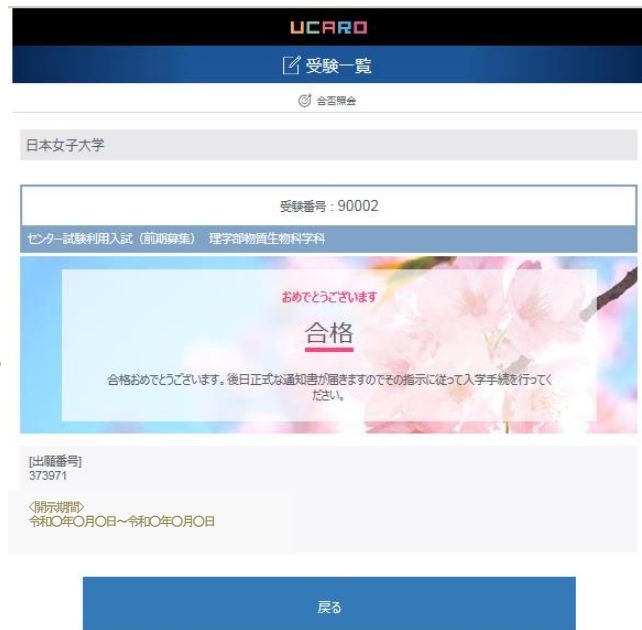 UCARO
受験一覧
合否照会
日本女子大学
受験番号：90002
センター試験利用入試（前期募集） 理学部物質生物科学科
おめでとうございます
合格
合格おめでとうございます。後日正式な通知書が届きますのでその指示に従って入学手続を行ってく
ださい。
[出願番号]
373971
〈開示期間〉
令和〇年〇月〇日～令和〇年〇月〇日
戻る